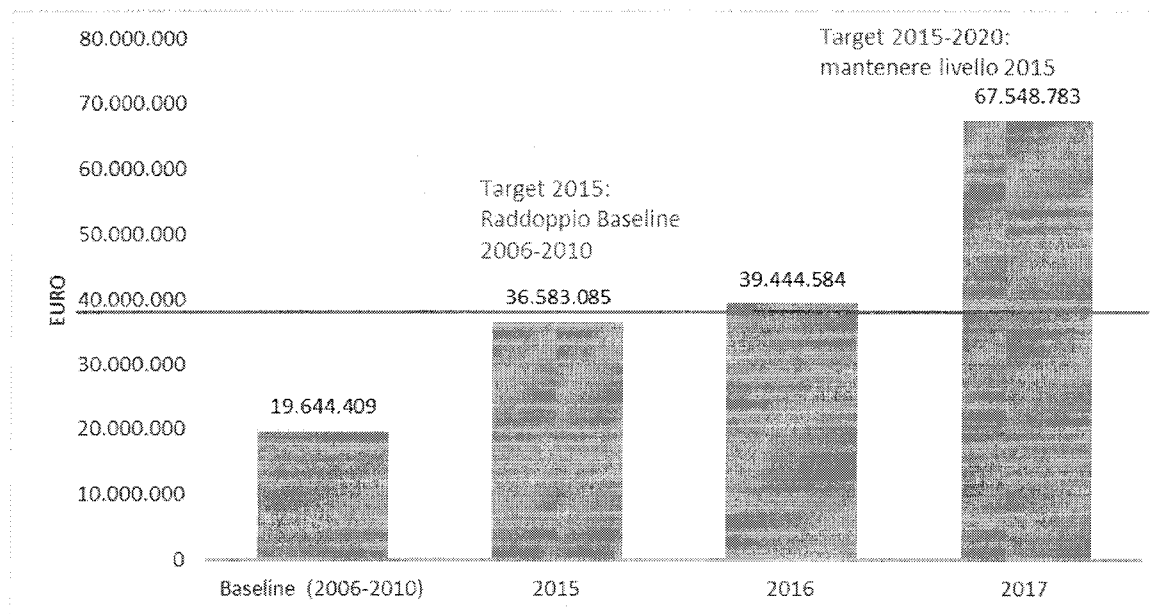 80.000.000
Target 2015-2020:
mantenere livello 2015
70.000.000
67.548.783
60.000.000
Target 2015:
Raddoppio Baseline
2006-2010
50.000.000
EURO
40.000.000
36.583.085
39.444.584
30.000.000
19.644.409
20.000.000
10.000.000
0
Baseline (2006-2010)
2015
2016
2017